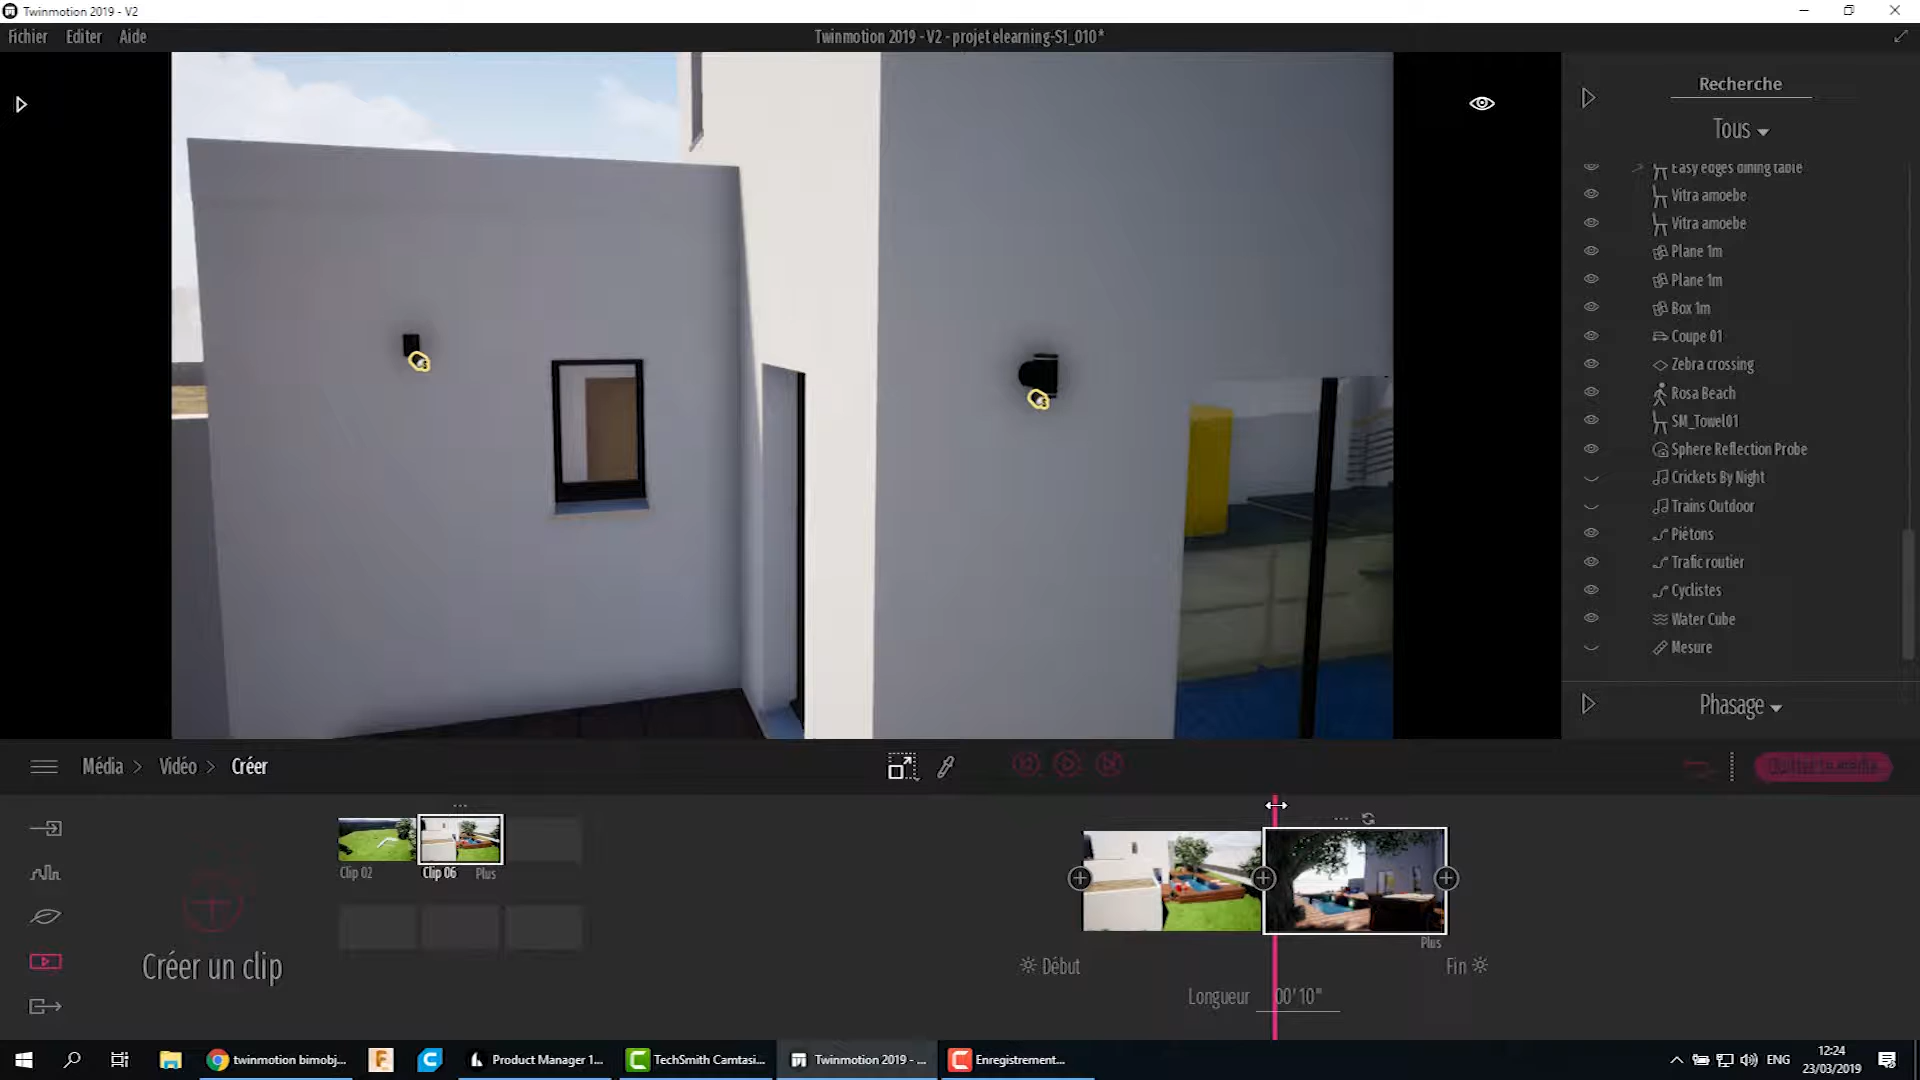 Twinmotion 2019 - V2
Fichier Editer Aide
Twinmotion 2019 - V2 - projet elearning-S1_010*
Recherche
Tous
Easy edges dining table
Vitra amoebe
Vitra amoebe
Plane 1m
Plane 1m
Box 1m
Coupe 01
Zebra crossing
Rosa Beach
SM_Towel01
Sphere Reflection Probe
Crickets By Night
Trains Outdoor
Piétons
Trafic routier
Cyclistes
Water Cube
Mesure
Phasage
Média > Vidéo > Créer
Clip 02
Clip 06
Plus
Créer un clip
Plus
Début
Fin
Longueur 00'10"
twinmotion bimobj...
Product Manager 1...
TechSmith Camtasi...
Twinmotion 2019 - ...
Enregistrement...
ENG
12:24
23/03/2019